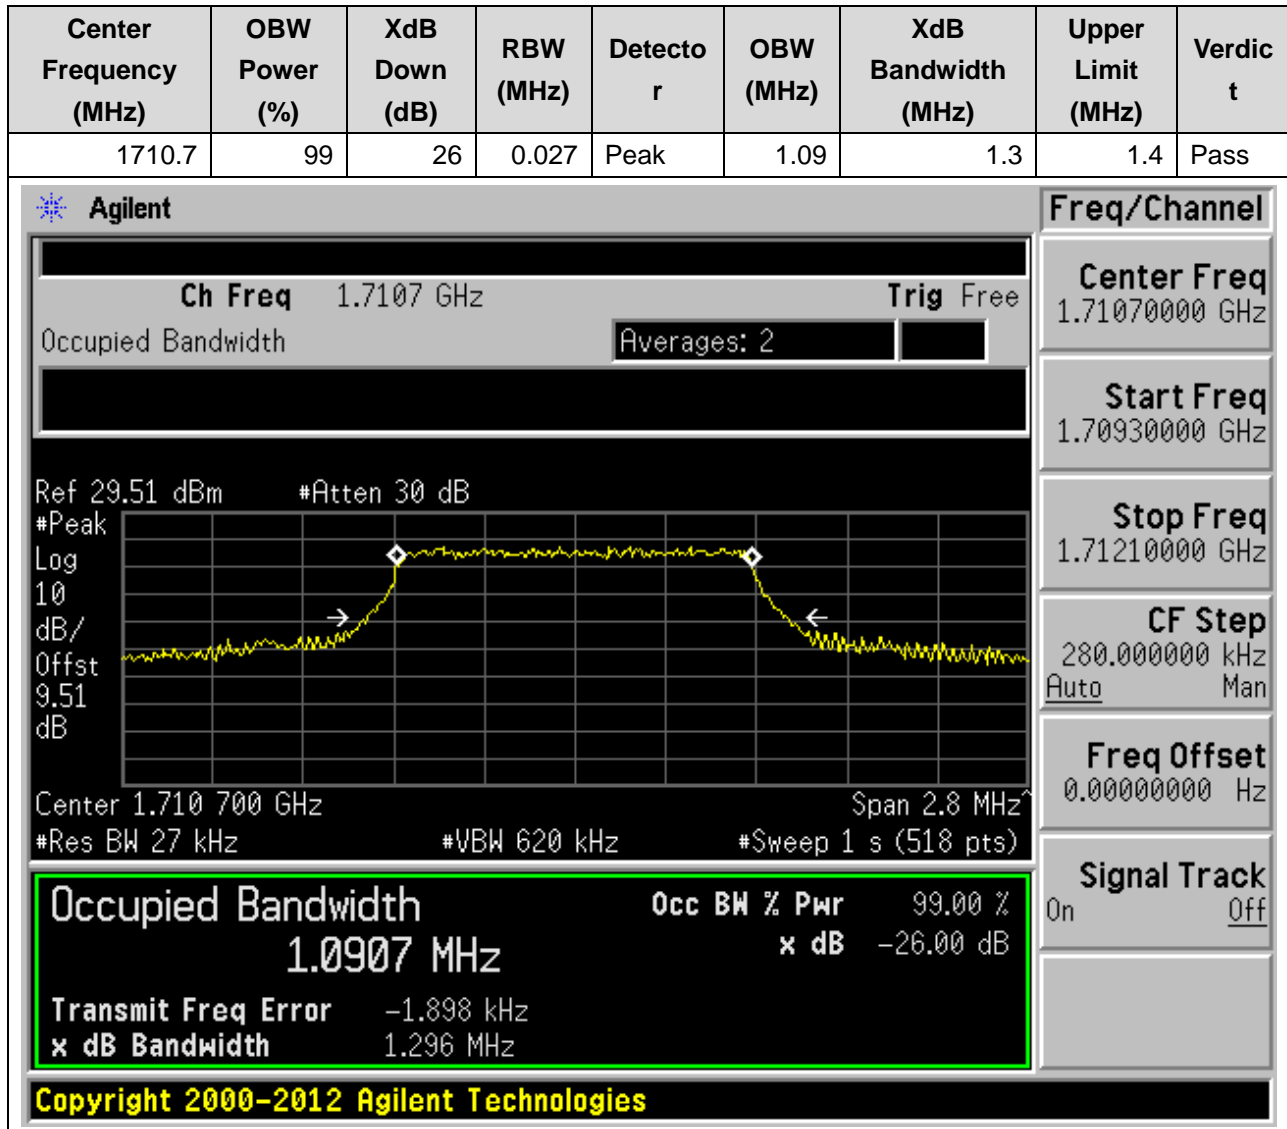 Center Frequency (MHz) OBW Power (%) XdB Down (dB) RBW (MHz) Detecto r OBW (MHz) XdB Bandwidth (MHz) Upper Limit (MHz) Verdic t
1710.7 99 26 0.027 Peak 1.09 1.3 1.4 Pass
Agilent
Freq/Channel
Ch Freq 1.7107 GHz Trig Free
Occupied Bandwidth Averages: 2
Ref 29.51 dBm #Atten 30 dB
#Peak
Log
10
dB/
Offst
9.51
dB
Center 1.710 700 GHz Span 2.8 MHz^
#Res BW 27 kHz #VBW 620 kHz #Sweep 1 s (518 pts)
Occupied Bandwidth Occ BW % Pwr 99.00 %
1.0907 MHz x dB -26.00 dB
Transmit Freq Error -1.898 kHz
x dB Bandwidth 1.296 MHz
Center Freq
1.71070000 GHz
Start Freq
1.70930000 GHz
Stop Freq
1.71210000 GHz
CF Step
280.000000 kHz
Auto Man
Freq Offset
0.00000000 Hz
Signal Track
On Off
Copyright 2000-2012 Agilent Technologies